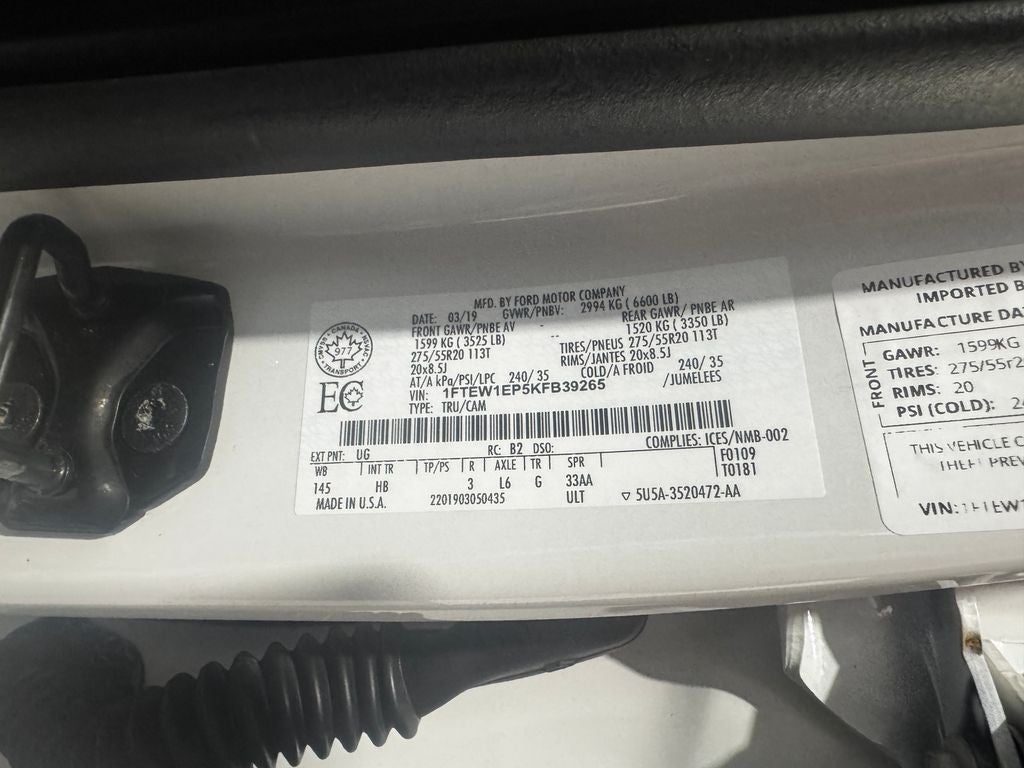 MFD. BY FORD MOTOR COMPANY
DATE: 03/19 GVWR/PNBV: 2994 KG ( 6600 LB)
FRONT GAWR/PNBE AV -- REAR GAWR/ PNBE AR
1599 KG ( 3525 LB) 1520 KG ( 3350 LB)
275/55R20 113T TIRES/PNEUS 275/55R20 113T
20x8.5J RIMS/JANTES 20x8.5J
AT/A kPa/PSI/LPC 240/ 35 COLD/A FROID 240/ 35
VIN: 1FTEW1EP5KFB39265 /JUMELEES
TYPE: TRU/CAM
CANADA
977
TRANSPORT
EC
EXT PNT: UG RC: B2 DSO: COMPLIES: ICES/NMB-002
WB INT TR TP/PS R AXLE TR SPR F0109
145 HB 3 L6 G 33AA T0181
MADE IN U.S.A. 2201903050435 ULT ▽ 5U5A-3520472-AA
MANUFACTURED BY
IMPORTED B
MANUFACTURE DA
FRONT
GAWR: 1599KG
TIRES: 275/55r2
RIMS: 20
PSI (COLD):
THIS VEHICLE C
THEFT PREV
VIN: